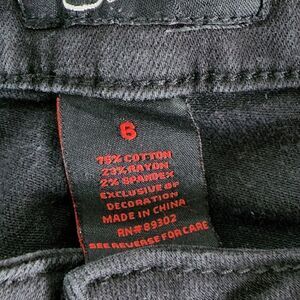 6
75% COTTON
23% RAYON
2% SPANDEX
EXCLUSIVE OF
DECORATION
MADE IN CHINA
RN#89302
SEE REVERSE FOR CARE